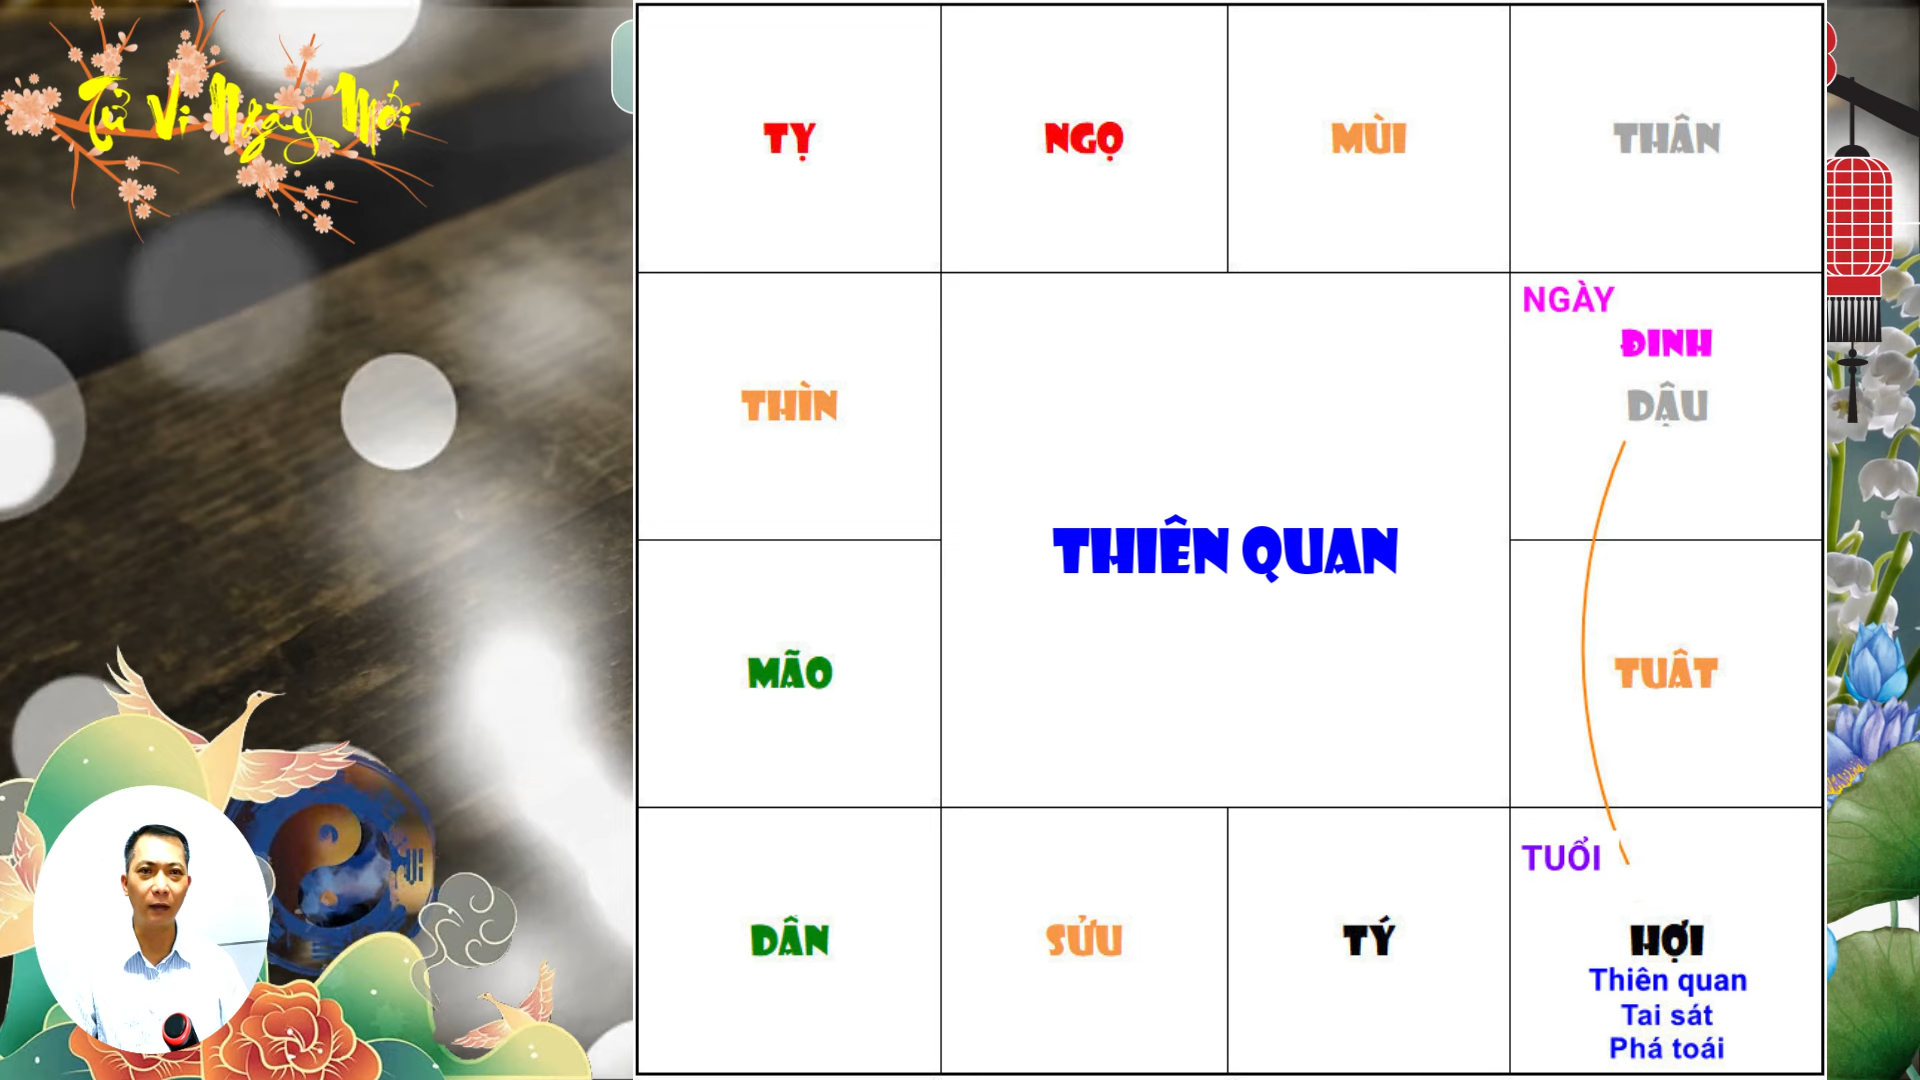 Tử Vi Ngày Mới
TỴ
NGỌ
MÙI
THÂN
THÌN
NGÀY
ĐINH
DẬU
THIÊN QUAN
MÃO
TUẤT
DẦN
SỬU
TÝ
TUỔI
HỢI
Thiên quan
Tai sát
Phá toái